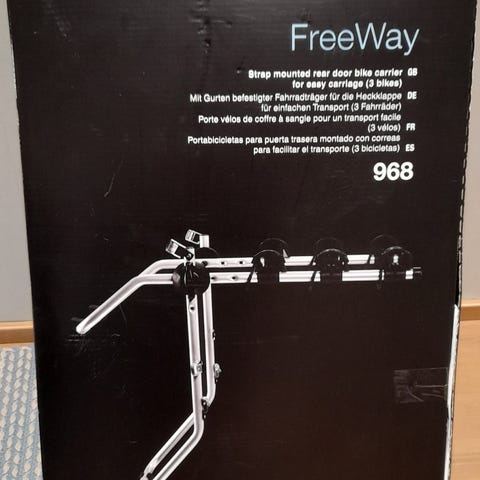 FreeWay
Strap mounted rear door bike carrier GB
for easy carriage (3 bikes)
Mit Gurten befestigter Fahrradträger für die Heckklappe DE
für einfachen Transport (3 Fahrräder)
Porte vélos de coffre à sangle pour un transport facile
(3 vélos) FR
Portabicicletas para puerta trasera montado con correas
para facilitar el transporte (3 bicicletas) ES
968